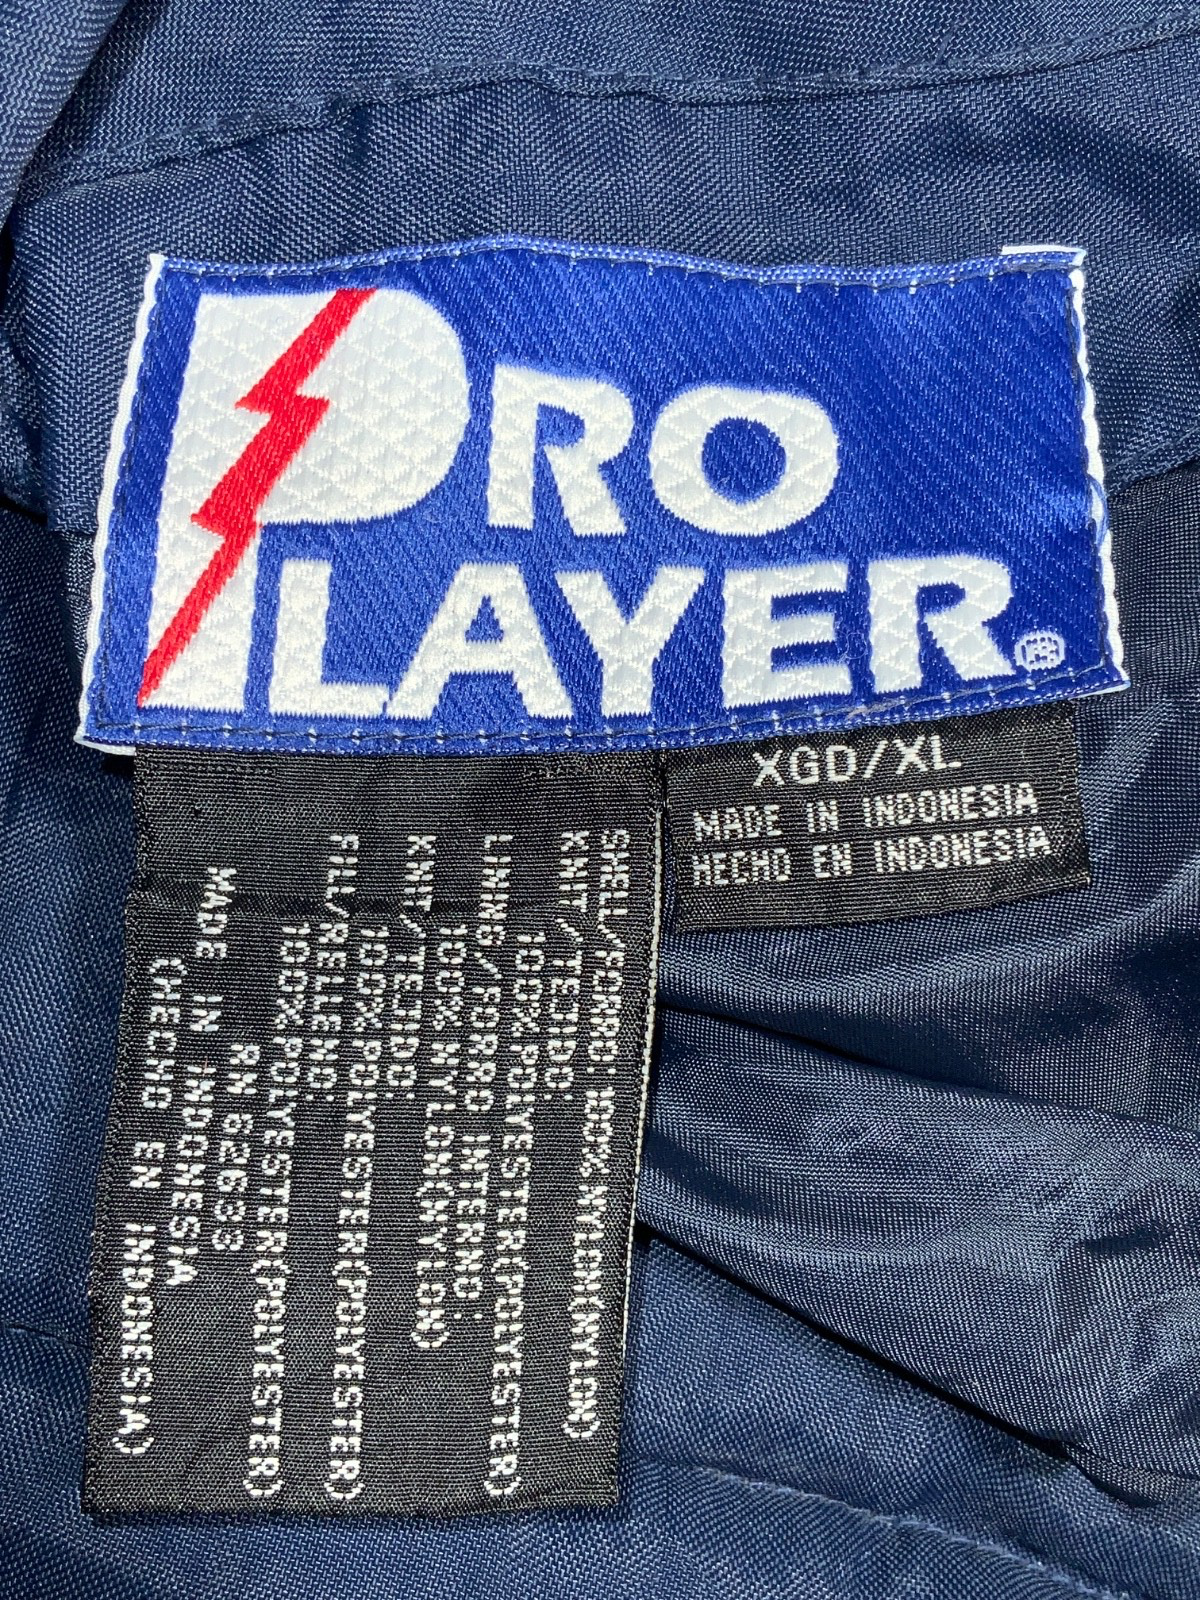 PRO
PLAYER®
XGD/XL
MADE IN INDONESIA
HECHO EN INDONESIA
SHELL/FORRO: 100% NYLON(NYLON)
KNIT/TEJIDO:
100% POLYESTER(POLYESTER)
LINING/FORRO INTERNO:
100% NYLON(NYLON)
KNIT/TEJIDO:
100% POLYESTER(POLYESTER)
FILL/RELLENO:
100% POLYESTER(POLYESTER)
RN 52633
MADE IN INDONESIA
(HECHO EN INDONESIA)